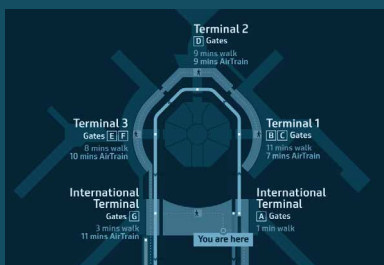 Terminal 2
D Gates
9 mins walk
9 mins AirTrain
Terminal 3
Gates E F
8 mins walk
10 mins AirTrain
Terminal 1
B C Gates
11 mins walk
7 mins AirTrain
International
Terminal
Gates G
3 mins walk
11 mins AirTrain
International
Terminal
A Gates
1 min walk
You are here